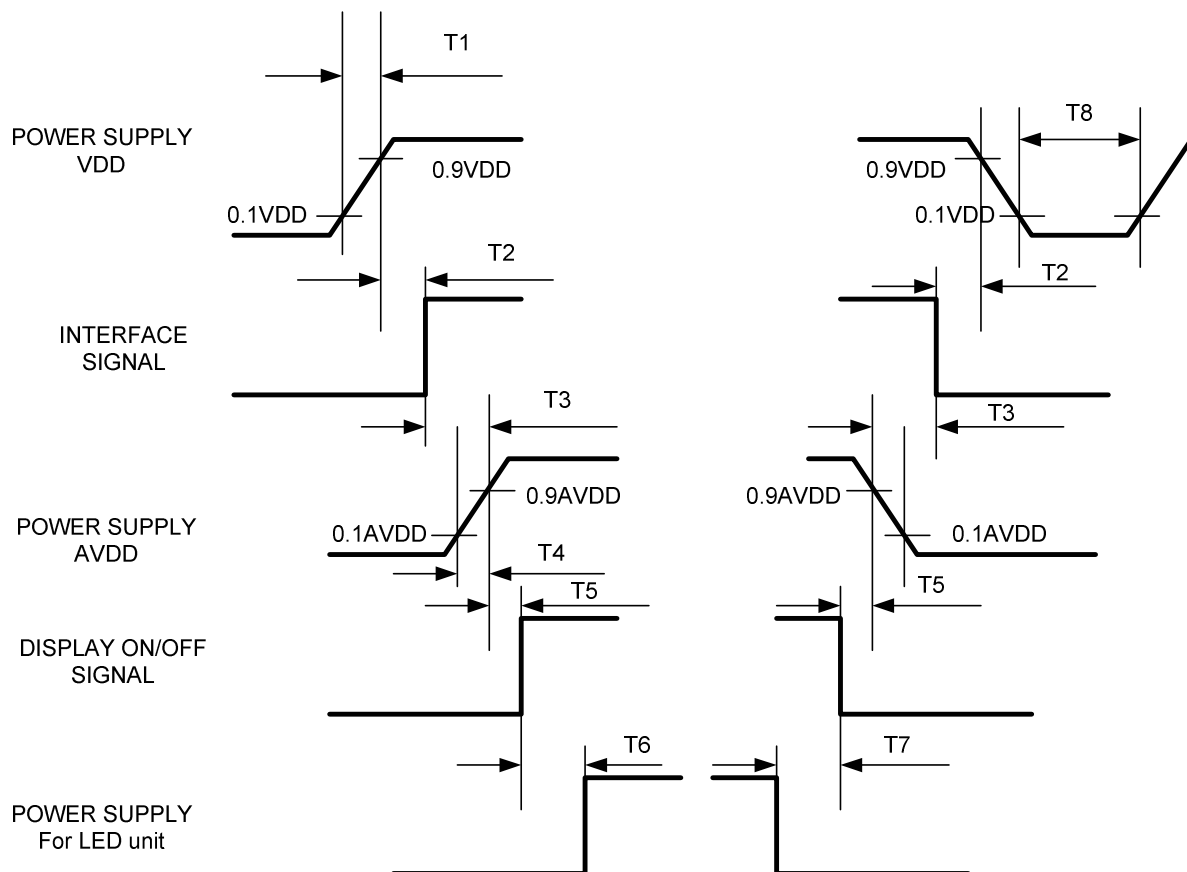 T1
T8
POWER SUPPLY
VDD
0.9VDD
0.9VDD
0.1VDD
0.1VDD
T2
T2
INTERFACE
SIGNAL
T3
T3
0.9AVDD
0.9AVDD
POWER SUPPLY
AVDD
0.1AVDD
0.1AVDD
T4
T5
T5
DISPLAY ON/OFF
SIGNAL
T6
T7
POWER SUPPLY
For LED unit